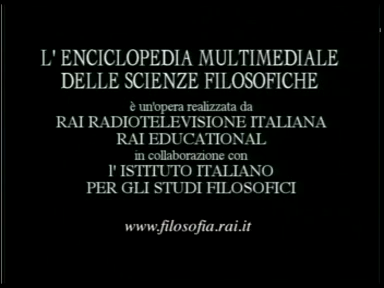 L' ENCICLOPEDIA MULTIMEDIALE
DELLE SCIENZE FILOSOFICHE
è un'opera realizzata da
RAI RADIOTELEVISIONE ITALIANA
RAI EDUCATIONAL
in collaborazione con
l' ISTITUTO ITALIANO
PER GLI STUDI FILOSOFICI
www.filosofia.rai.it